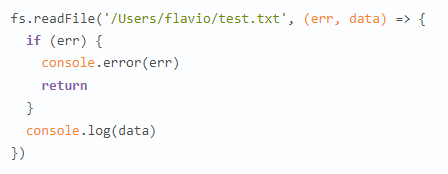 fs.readFile('/Users/flavio/test.txt', (err, data) => {
  if (err) {
    console.error(err)
    return
  }
  console.log(data)
})